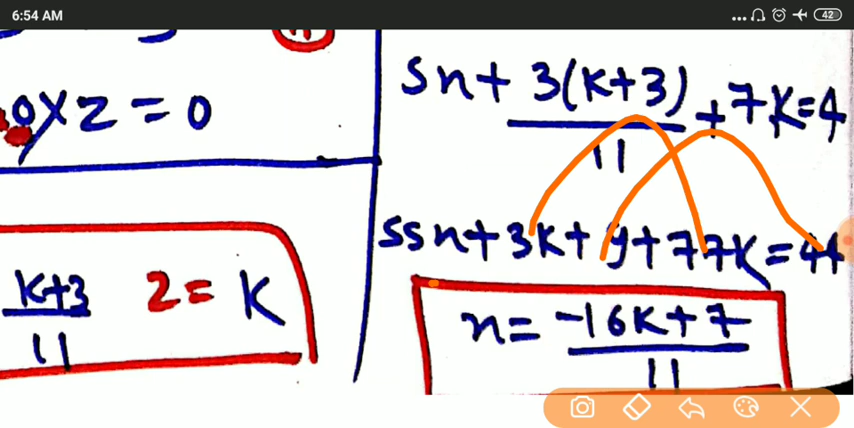 6:54 AM
42
0x2 = 0
k+3/11 2 = k
5n + 3(k+3)/11 + 7k = 4
55n + 3k + 9 + 77k = 44
n = -16k+7/11